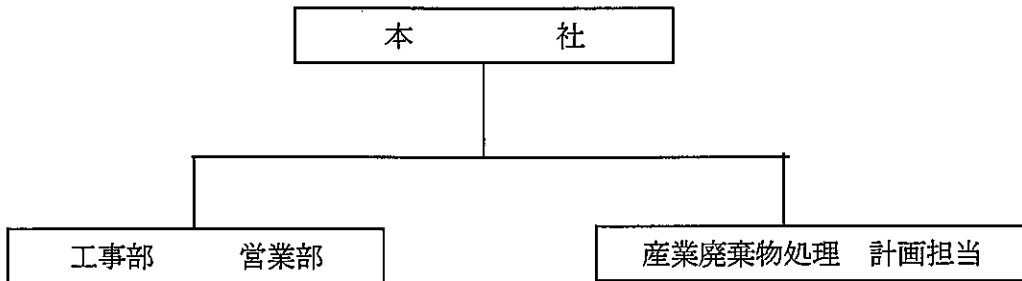 本 社
工事部 営業部
産業廃棄物処理 計画担当